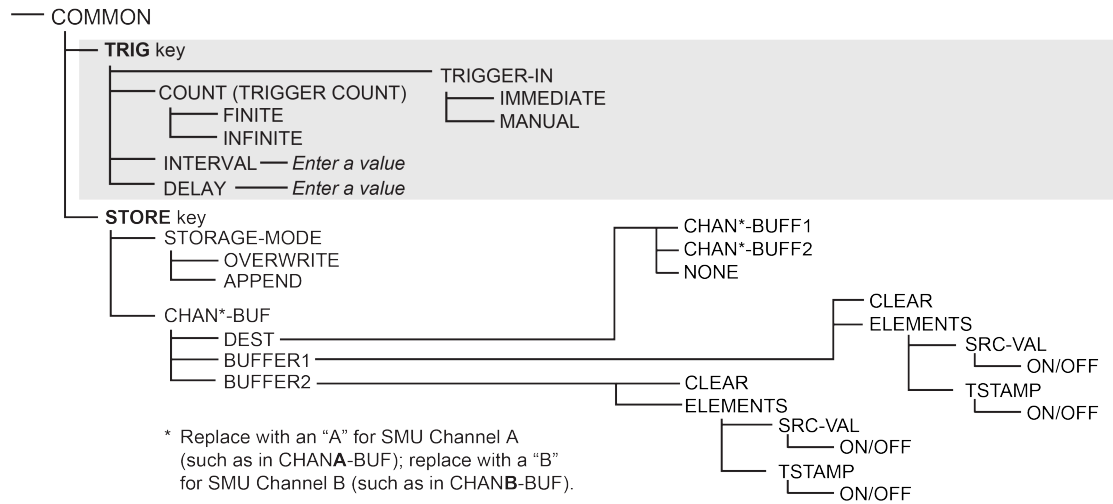 COMMON
TRIG key
TRIGGER-IN
IMMEDIATE
MANUAL
COUNT (TRIGGER COUNT)
FINITE
INFINITE
INTERVAL Enter a value
DELAY Enter a value
STORE key
STORAGE-MODE
OVERWRITE
APPEND
CHAN*-BUF
DEST
CHAN*-BUFF1
CHAN*-BUFF2
NONE
BUFFER1
CLEAR
ELEMENTS
SRC-VAL
ON/OFF
TSTAMP
ON/OFF
BUFFER2
CLEAR
ELEMENTS
SRC-VAL
ON/OFF
TSTAMP
ON/OFF
* Replace with an “A” for SMU Channel A
(such as in CHANA-BUF); replace with a “B”
for SMU Channel B (such as in CHANB-BUF).